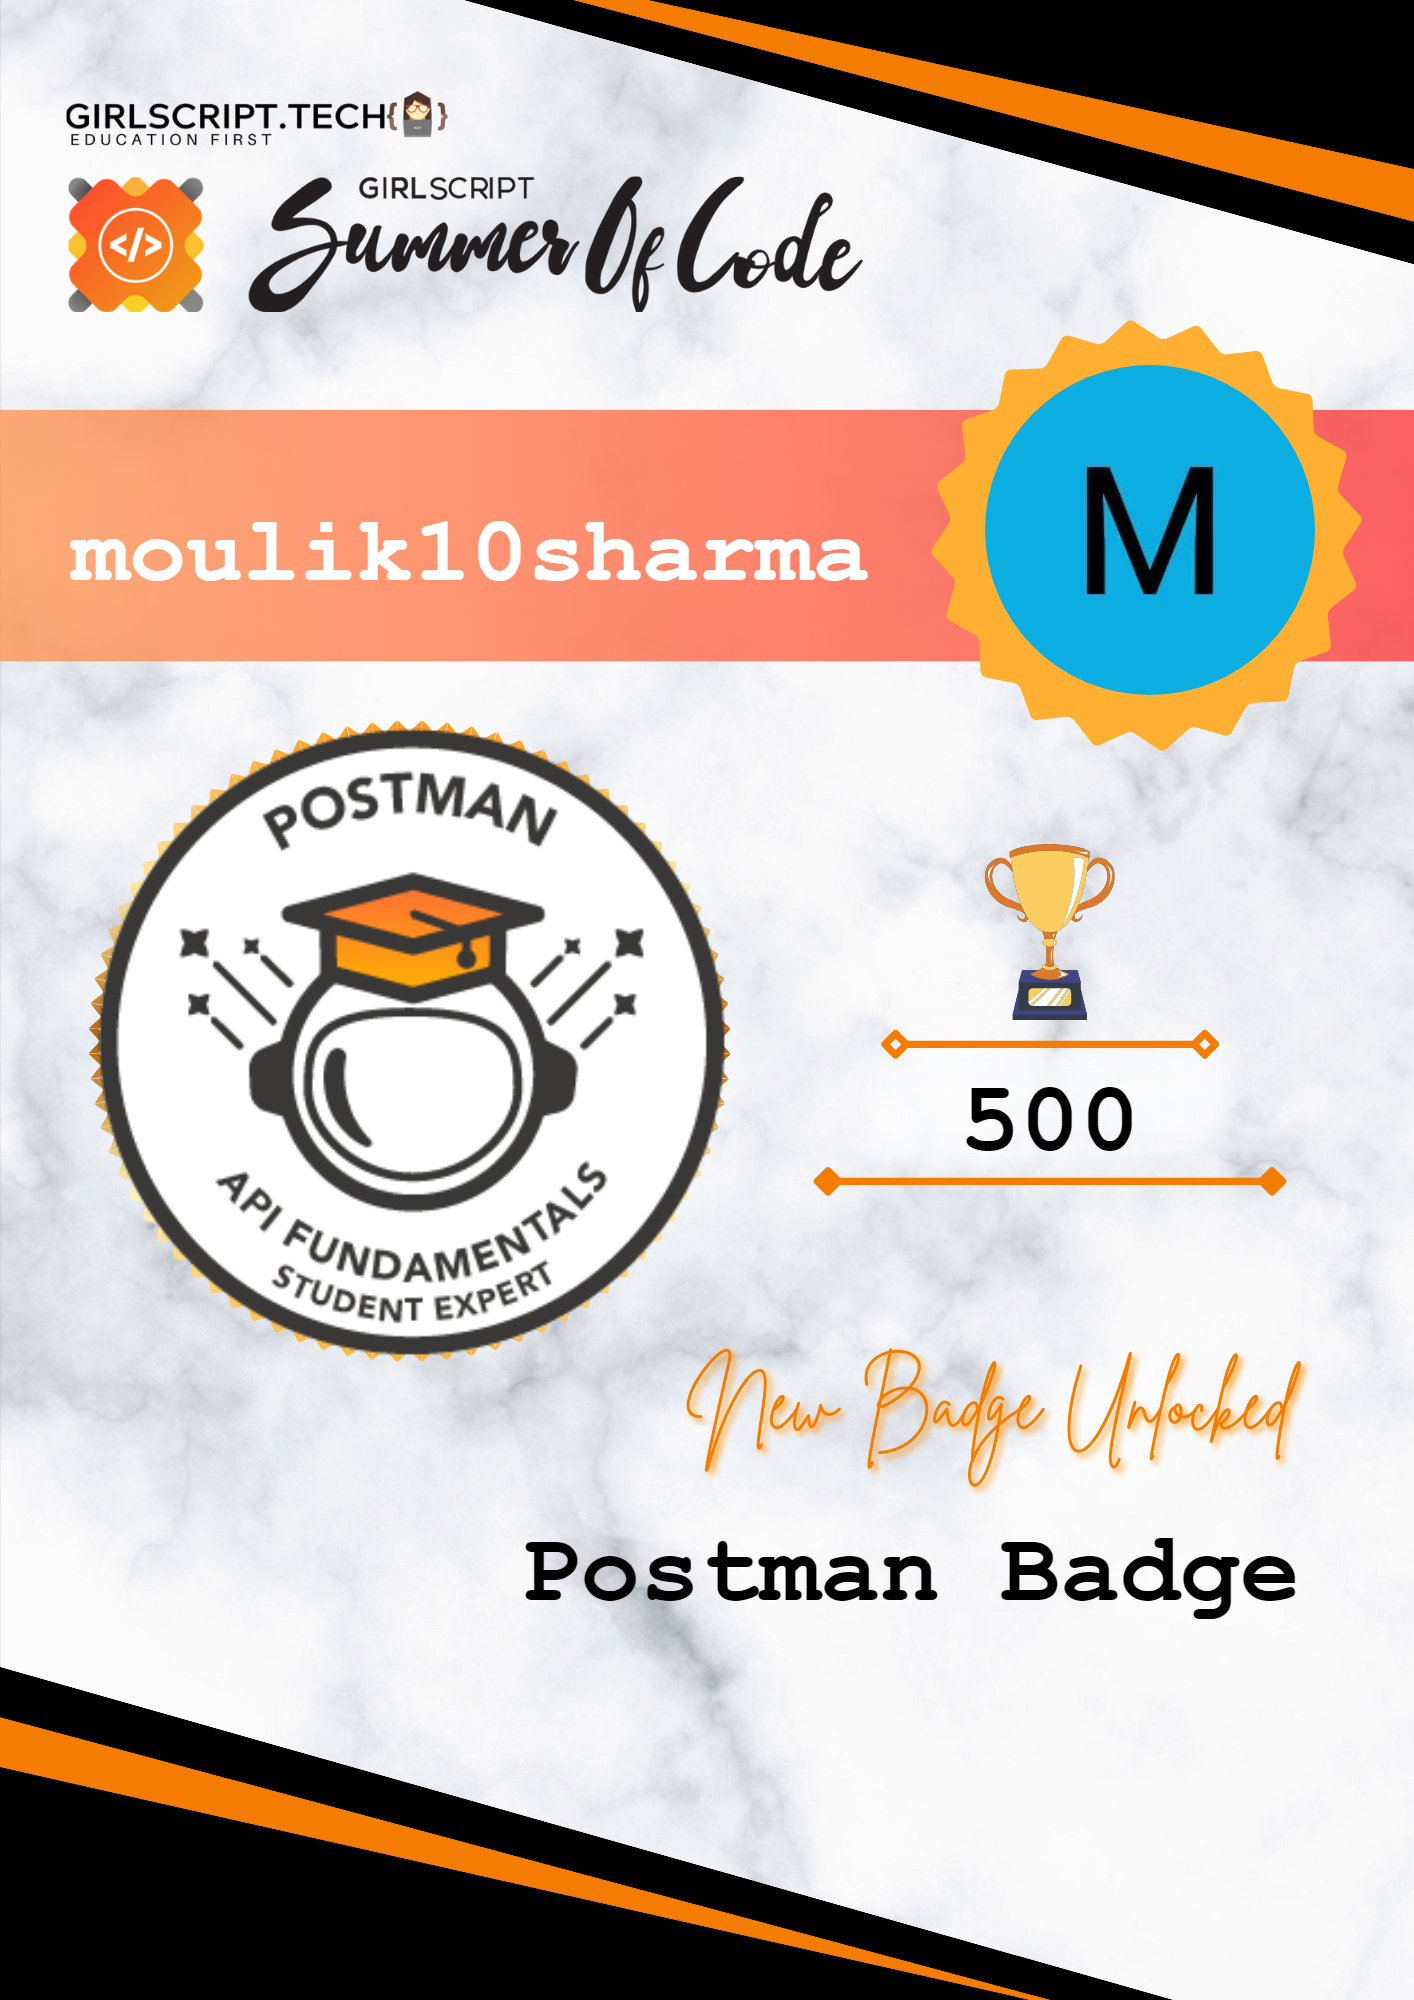 GIRLSCRIPT.TECH{ }
EDUCATION FIRST
</>
GIRLSCRIPT
Summer Of Code
moulik10sharma
M
POSTMAN
API FUNDAMENTALS
STUDENT EXPERT
500
New Badge Unlocked
Postman Badge